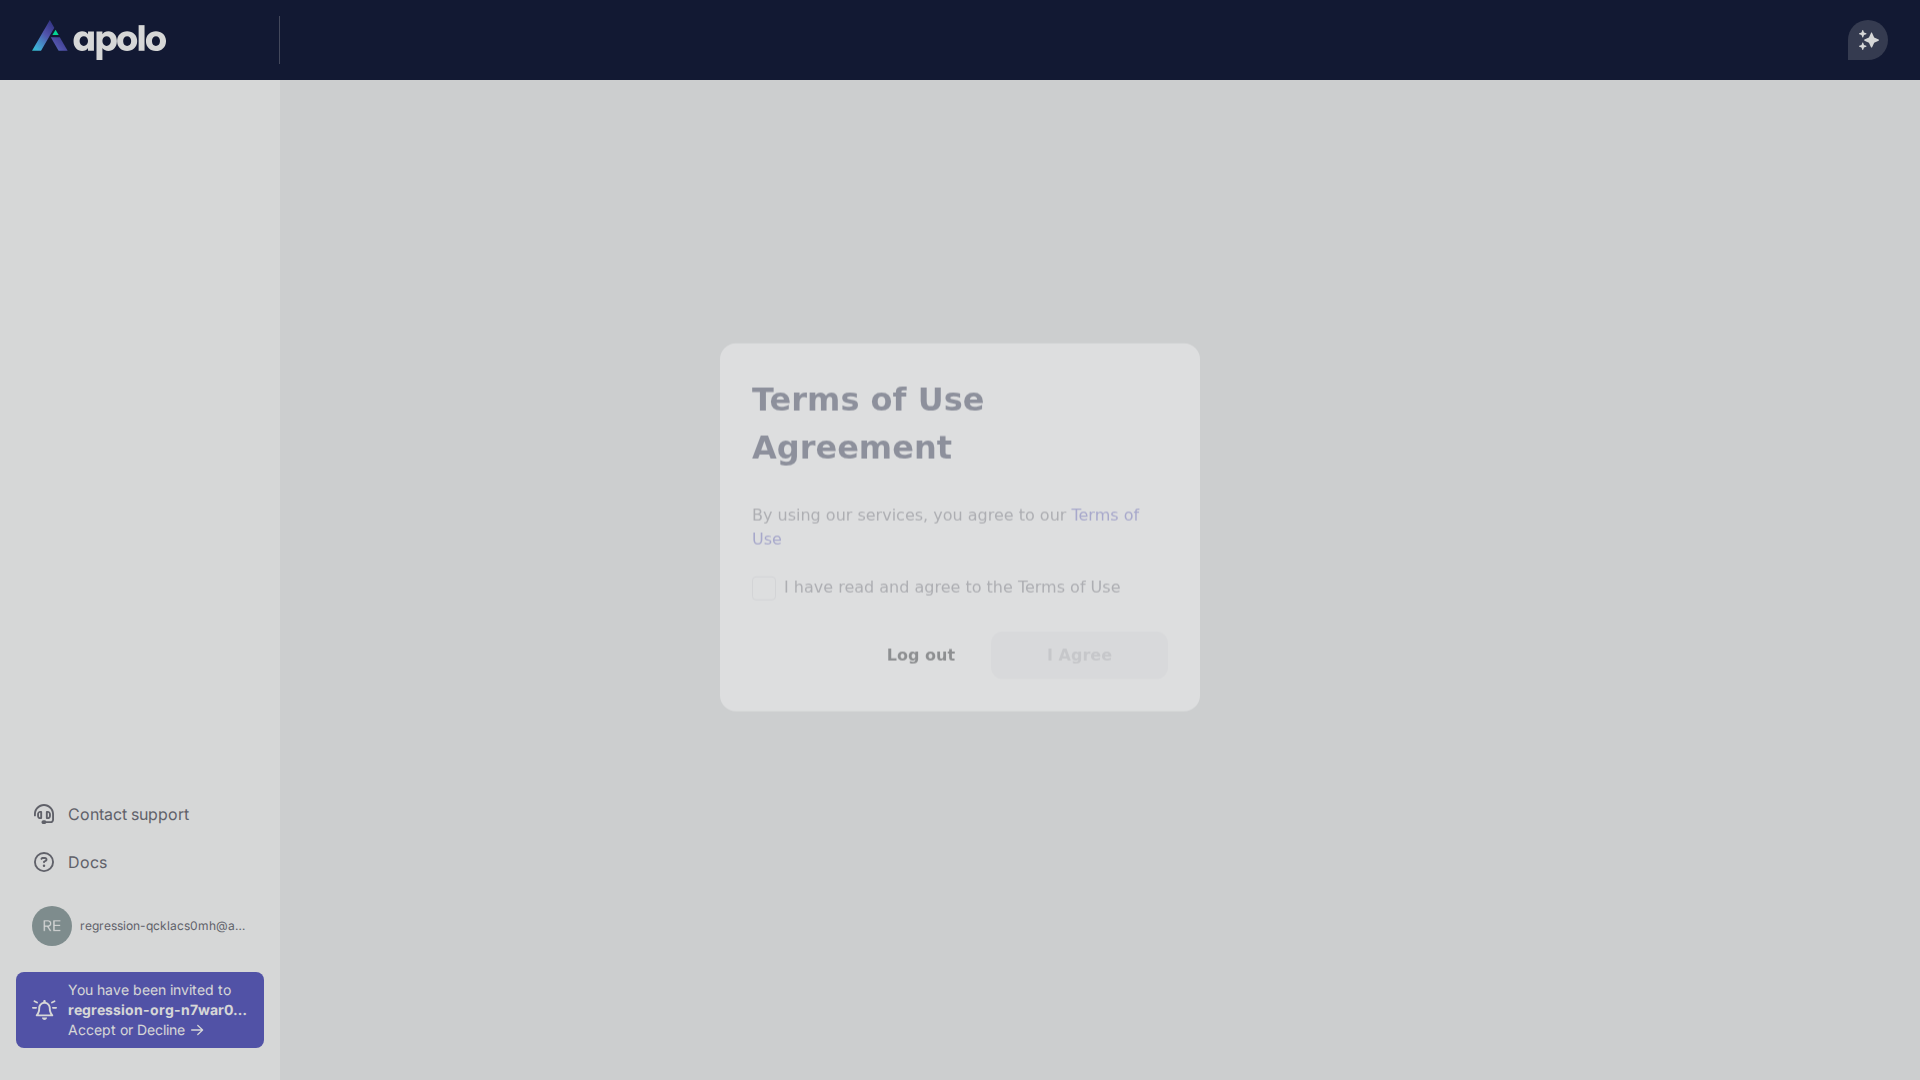 apolo
Terms of Use
Agreement
By using our services, you agree to our Terms of
Use
I have read and agree to the Terms of Use
Log out
I Agree
Contact support
Docs
RE
regression-qcklacs0mh@a...
You have been invited to
regression-org-n7war0...
Accept or Decline →